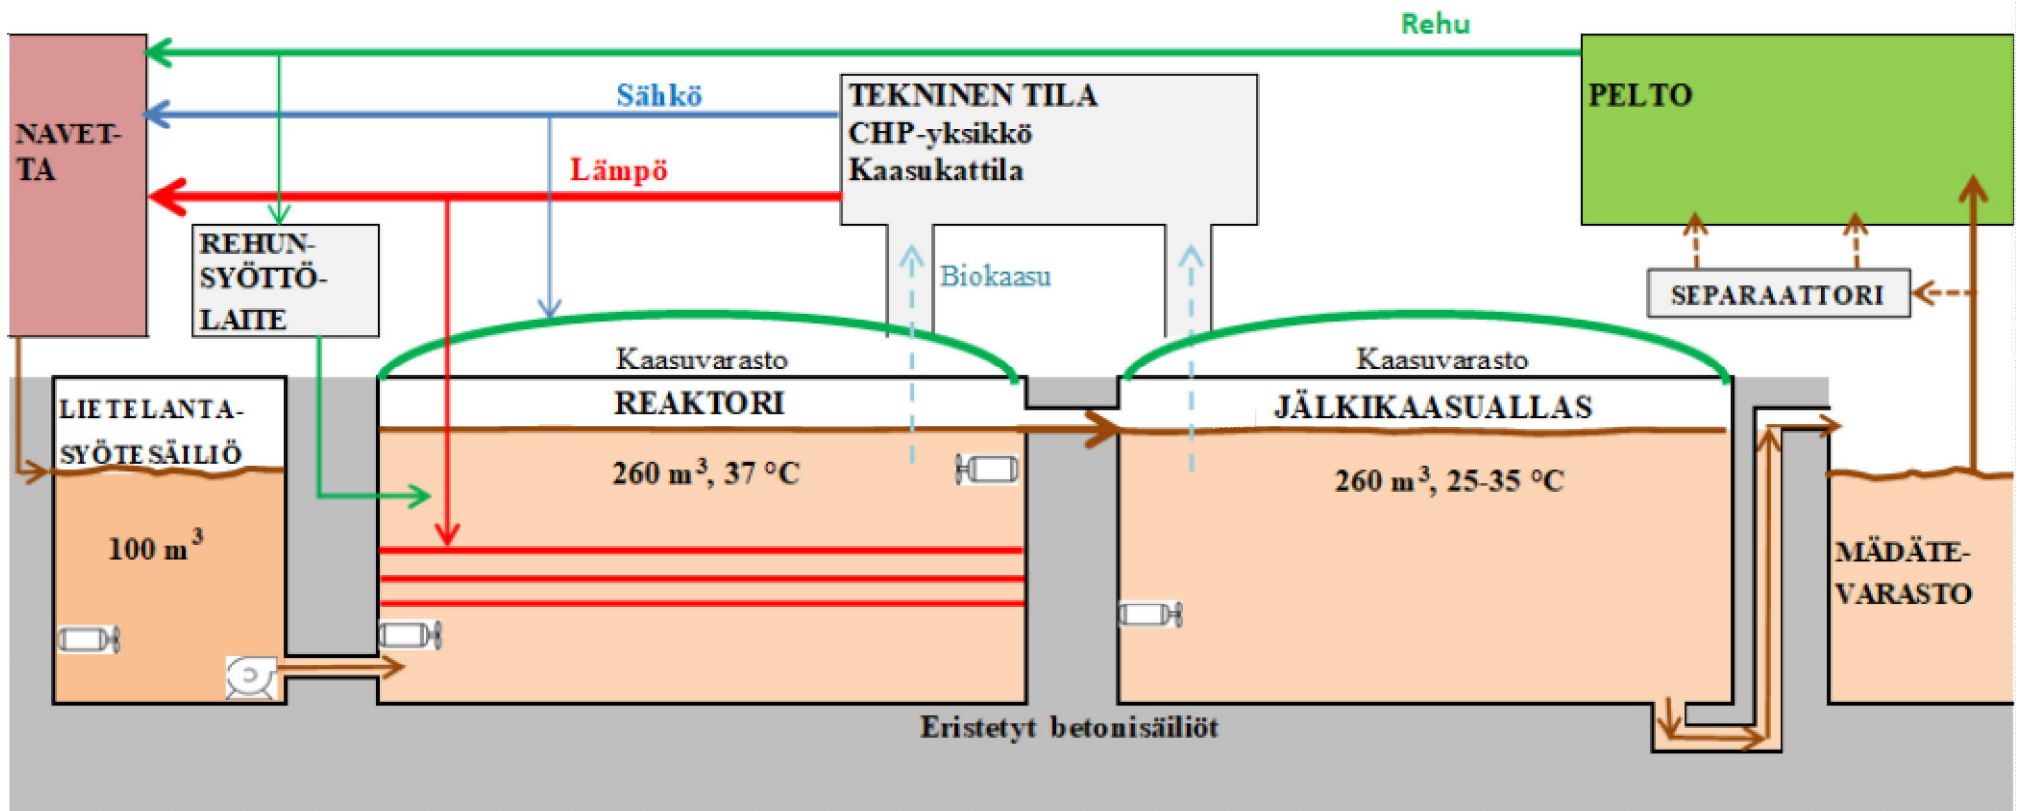 Rehu
Sähkö
TEKNINEN TILA
CHP-yksikkö
Kaasukattila
PELTO
NAVET-
TA
Lämpö
REHUN-
SYÖTTÖ-
LAITE
Biokaasu
SEPARAATTORI
Kaasuvarasto
Kaasuvarasto
LIETELANTA-
SYÖTESÄILIÖ
REAKTORI
JÄLKIKAASUALLAS
260 m³, 37 °C
260 m³, 25-35 °C
100 m³
MÄDÄTE-
VARASTO
Eristetyt betonisäiliöt